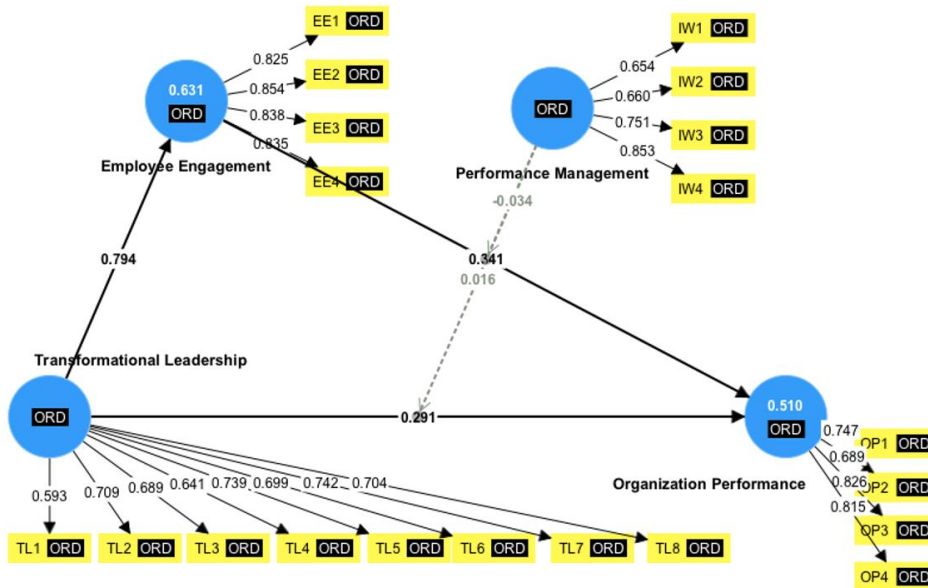 EE1 ORD
0.825
EE2 ORD
0.854
0.838
EE3 ORD
0.835
EE4 ORD
0.631
ORD
Employee Engagement
IW1 ORD
0.654
IW2 ORD
0.660
0.751
IW3 ORD
0.853
IW4 ORD
ORD
Performance Management
-0.034
0.794
0.341
0.016
Transformational Leadership
ORD
0.291
0.510
ORD
Organization Performance
0.747
OP1 ORD
0.689
0.826
OP2 ORD
0.815
OP3 ORD
OP4 ORD
0.593
0.709
0.689
0.641
0.739
0.699
0.742
0.704
TL1 ORD
TL2 ORD
TL3 ORD
TL4 ORD
TL5 ORD
TL6 ORD
TL7 ORD
TL8 ORD